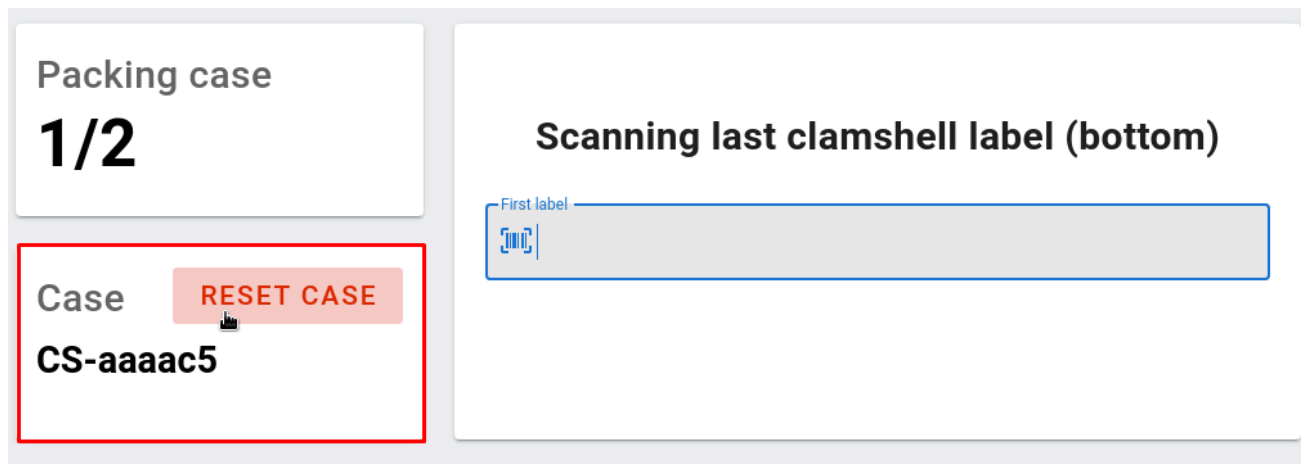 Packing case
1/2
Case
RESET CASE
CS-aaaac5
Scanning last clamshell label (bottom)
First label